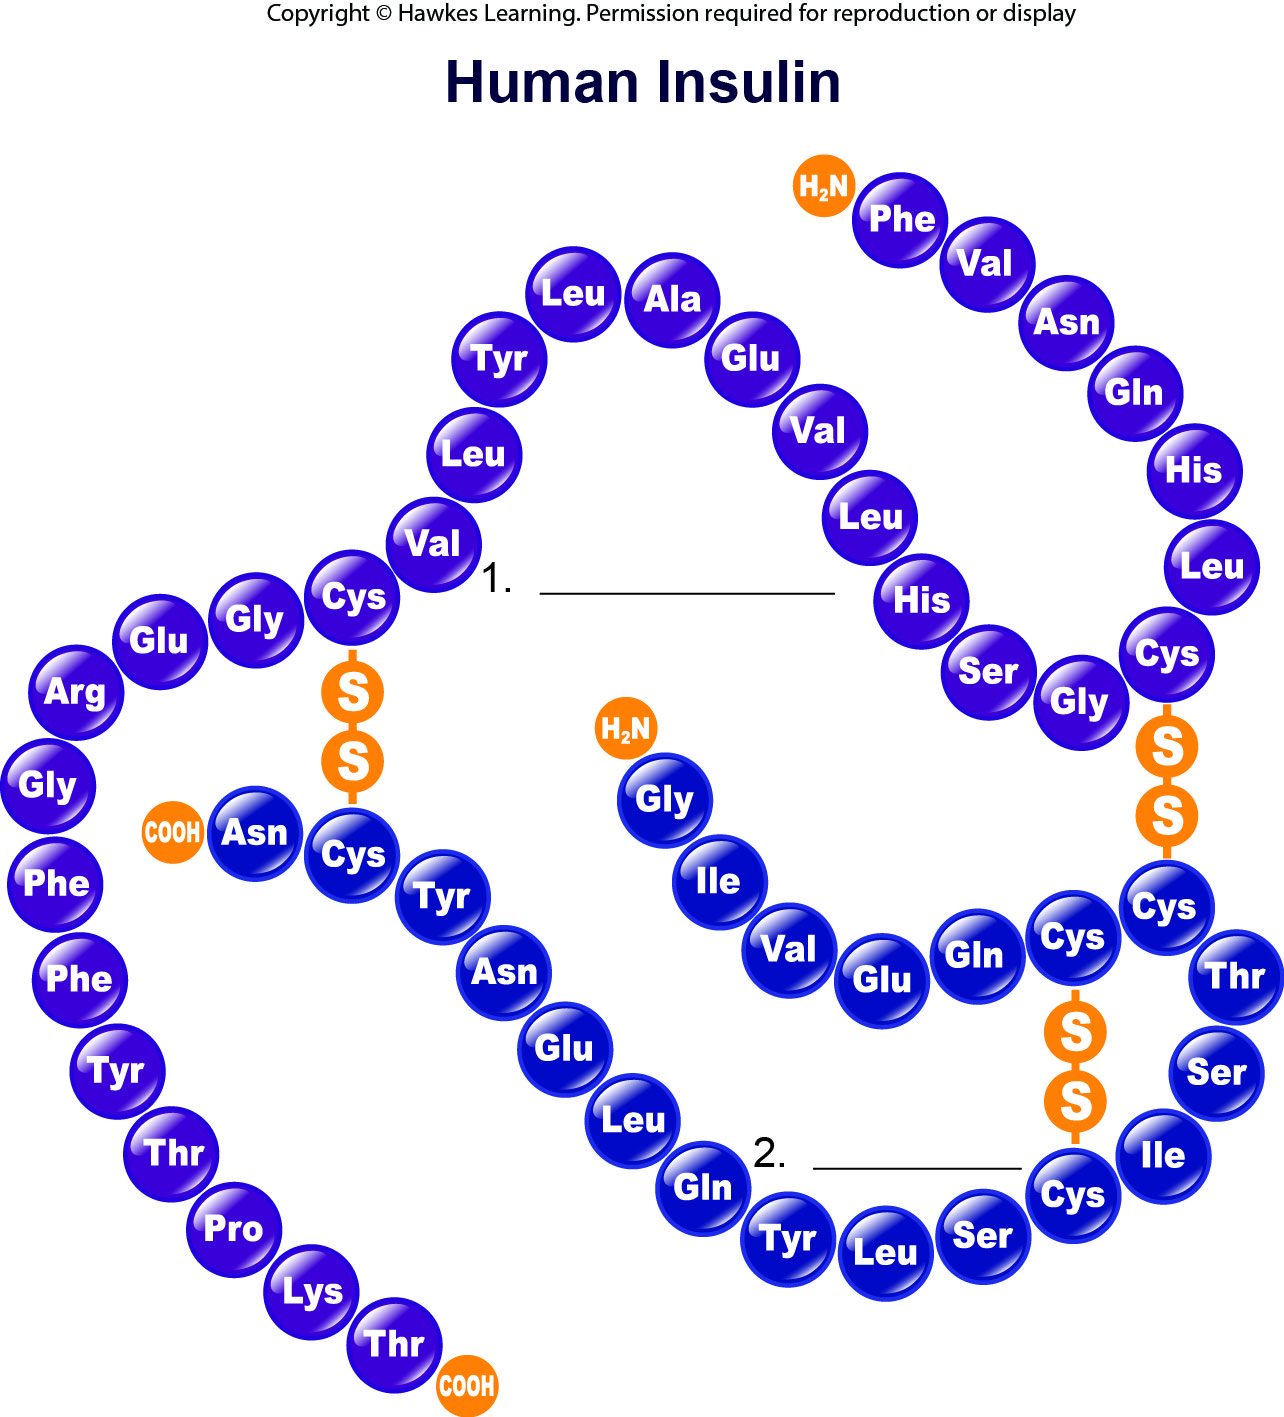 Copyright © Hawkes Learning. Permission required for reproduction or display
Human Insulin
H₂N
Phe
Val
Asn
Gln
His
Leu
Cys
Gly
Ser
His
Leu
Val
Glu
Ala
Leu
Tyr
Leu
Val
Cys
Gly
Glu
Arg
Gly
Phe
Phe
Tyr
Thr
Pro
Lys
Thr
COOH
1.
S
S
S
S
H₂N
Gly
Ile
Val
Glu
Gln
Cys
Cys
Thr
Ser
Ile
Cys
Ser
Leu
Tyr
Gln
Leu
Glu
Asn
Tyr
Cys
Asn
COOH
S
S
2.